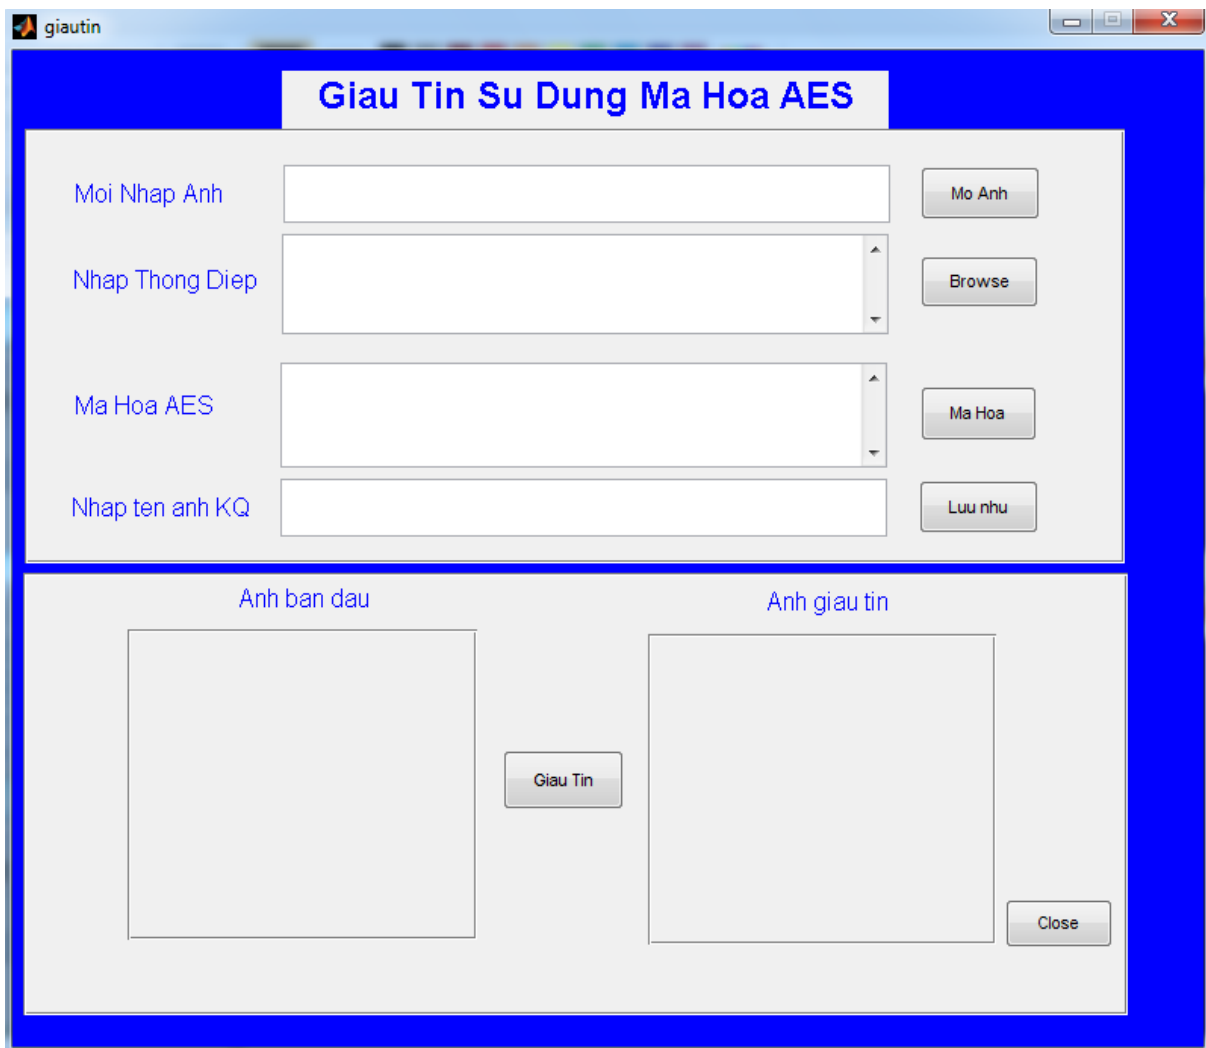 giautin
Giau Tin Su Dung Ma Hoa AES
Moi Nhap Anh
Mo Anh
Nhap Thong Diep
Browse
Ma Hoa AES
Ma Hoa
Nhap ten anh KQ
Luu nhu
Anh ban dau
Anh giau tin
Giau Tin
Close